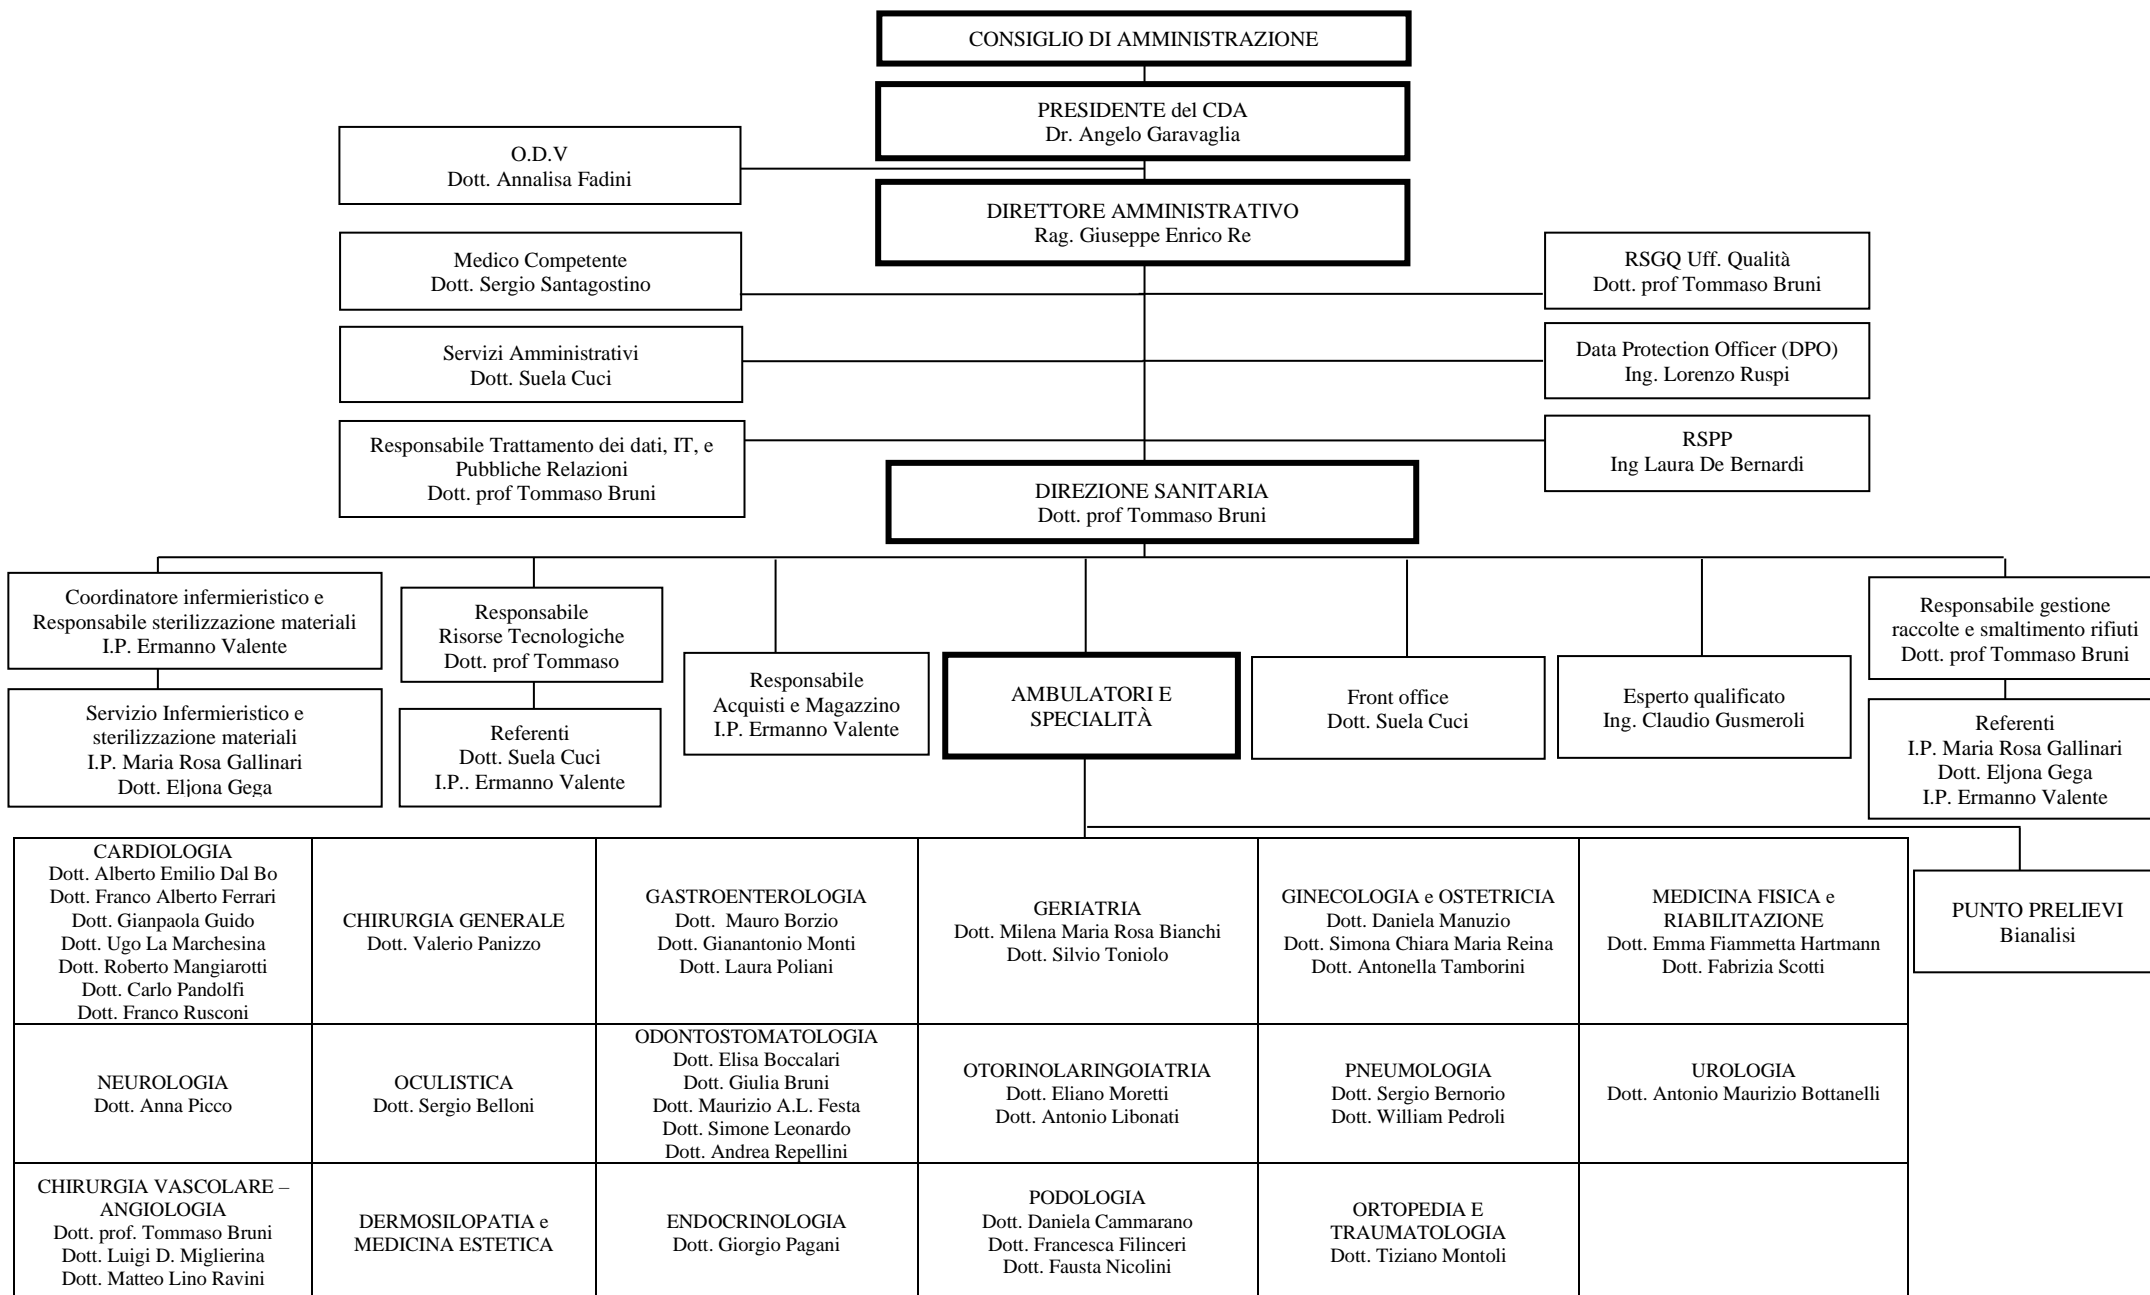 CONSIGLIO DI AMMINISTRAZIONE
PRESIDENTE del CDA
Dr. Angelo Garavaglia
O.D.V
Dott. Annalisa Fadini
DIRETTORE AMMINISTRATIVO
Rag. Giuseppe Enrico Re
Medico Competente
Dott. Sergio Santagostino
RSGQ Uff. Qualità
Dott. prof Tommaso Bruni
Servizi Amministrativi
Dott. Suela Cuci
Data Protection Officer (DPO)
Ing. Lorenzo Ruspi
Responsabile Trattamento dei dati, IT, e
Pubbliche Relazioni
Dott. prof Tommaso Bruni
RSPP
Ing Laura De Bernardi
DIREZIONE SANITARIA
Dott. prof Tommaso Bruni
Coordinatore infermieristico e
Responsabile sterilizzazione materiali
I.P. Ermanno Valente
Servizio Infermieristico e
sterilizzazione materiali
I.P. Maria Rosa Gallinari
Dott. Eljona Gega
Responsabile
Risorse Tecnologiche
Dott. prof Tommaso
Referenti
Dott. Suela Cuci
I.P.. Ermanno Valente
Responsabile
Acquisti e Magazzino
I.P. Ermanno Valente
AMBULATORI E
SPECIALITÀ
Front office
Dott. Suela Cuci
Esperto qualificato
Ing. Claudio Gusmeroli
Responsabile gestione
raccolte e smaltimento rifiuti
Dott. prof Tommaso Bruni
Referenti
I.P. Maria Rosa Gallinari
Dott. Eljona Gega
I.P. Ermanno Valente
CARDIOLOGIA
Dott. Alberto Emilio Dal Bo
Dott. Franco Alberto Ferrari
Dott. Gianpaola Guido
Dott. Ugo La Marchesina
Dott. Roberto Mangiarotti
Dott. Carlo Pandolfi
Dott. Franco Rusconi
CHIRURGIA GENERALE
Dott. Valerio Panizzo
GASTROENTEROLOGIA
Dott. Mauro Borzio
Dott. Gianantonio Monti
Dott. Laura Poliani
GERIATRIA
Dott. Milena Maria Rosa Bianchi
Dott. Silvio Toniolo
GINECOLOGIA e OSTETRICIA
Dott. Daniela Manuzio
Dott. Simona Chiara Maria Reina
Dott. Antonella Tamborini
MEDICINA FISICA e
RIABILITAZIONE
Dott. Emma Fiammetta Hartmann
Dott. Fabrizia Scotti
PUNTO PRELIEVI
Bianalisi
NEUROLOGIA
Dott. Anna Picco
OCULISTICA
Dott. Sergio Belloni
ODONTOSTOMATOLOGIA
Dott. Elisa Boccalari
Dott. Giulia Bruni
Dott. Maurizio A.L. Festa
Dott. Simone Leonardo
Dott. Andrea Repellini
OTORINOLARINGOIATRIA
Dott. Eliano Moretti
Dott. Antonio Libonati
PNEUMOLOGIA
Dott. Sergio Bernorio
Dott. William Pedroli
UROLOGIA
Dott. Antonio Maurizio Bottanelli
CHIRURGIA VASCOLARE –
ANGIOLOGIA
Dott. prof. Tommaso Bruni
Dott. Luigi D. Miglierina
Dott. Matteo Lino Ravini
DERMOSILOPATIA e
MEDICINA ESTETICA
ENDOCRINOLOGIA
Dott. Giorgio Pagani
PODOLOGIA
Dott. Daniela Cammarano
Dott. Francesca Filinceri
Dott. Fausta Nicolini
ORTOPEDIA E
TRAUMATOLOGIA
Dott. Tiziano Montoli